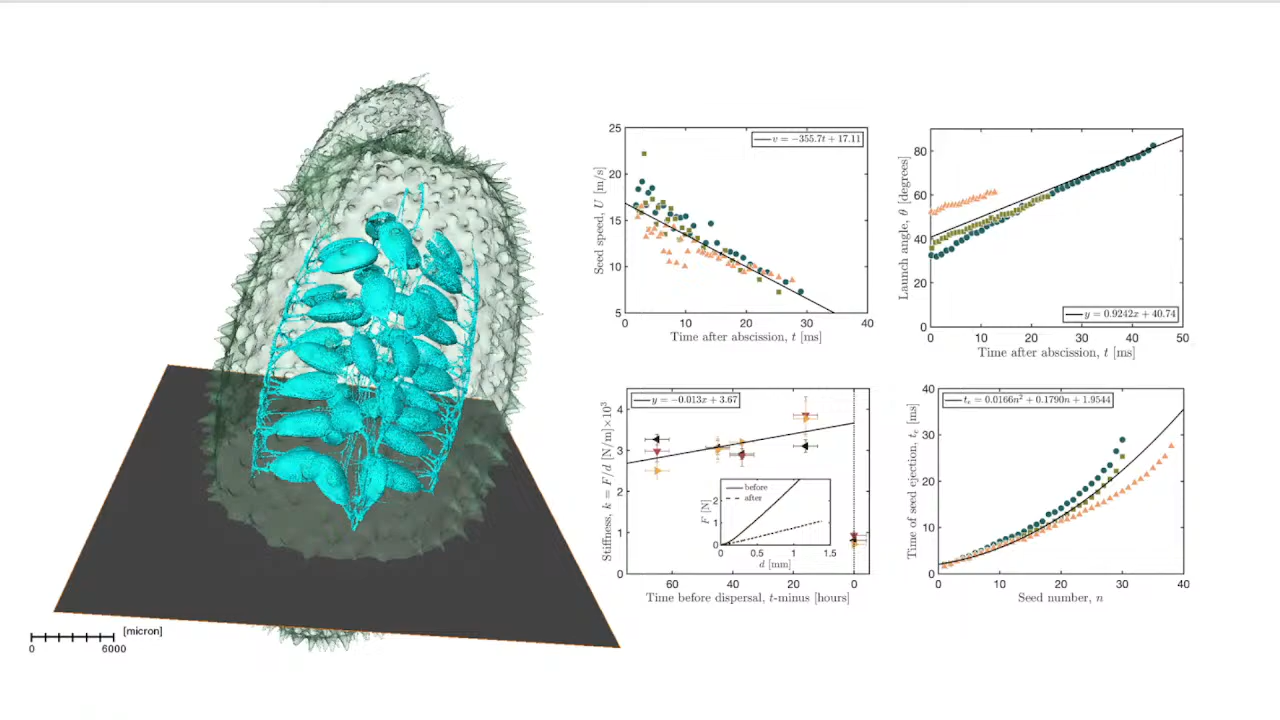 [micron]
0 6000
25
20
15
10
5
0 10 20 30 40
Seed speed, U [m/s]
v = −355.7t + 17.11
Time after abscission, t [ms]
80
60
40
20
0
0 10 20 30 40 50
Launch angle, θ [degrees]
y = 0.9242x + 40.74
Time after abscission, t [ms]
4
3
2
1
0
60 40 20 0
Stiffness, k = F/d [N/m]×10³
y = −0.013x + 3.67
before
after
F [N]
2
1
0
0 0.5 1 1.5
d [mm]
Time before dispersal, t-minus [hours]
40
30
20
10
0
0 10 20 30 40
Time of seed ejection, tₑ [ms]
tₑ = 0.0166n² + 0.1790n + 1.9544
Seed number, n